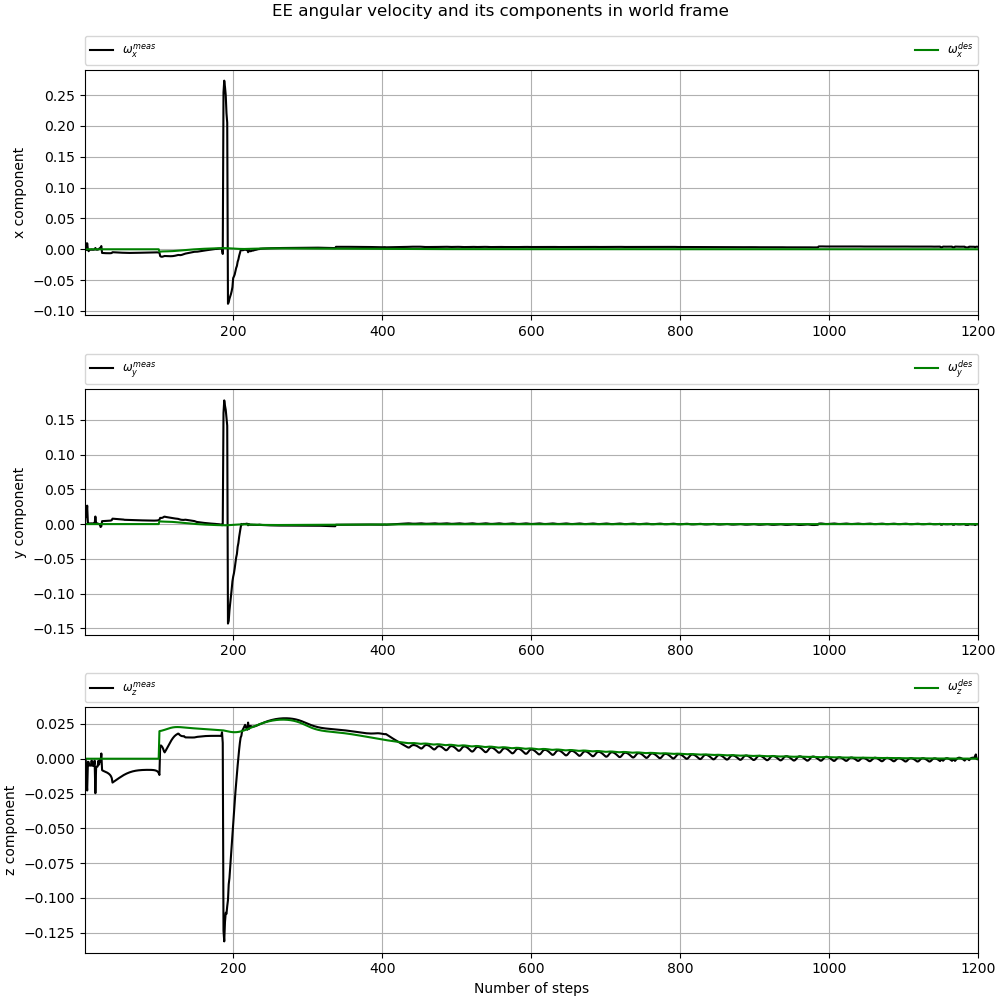 EE angular velocity and its components in world frame
ω_x^meas ω_x^des
0.25
0.20
0.15
0.10
0.05
0.00
−0.05
−0.10
x component
200 400 600 800 1000 1200
ω_y^meas ω_y^des
0.15
0.10
0.05
0.00
−0.05
−0.10
−0.15
y component
200 400 600 800 1000 1200
ω_z^meas ω_z^des
0.025
0.000
−0.025
−0.050
−0.075
−0.100
−0.125
z component
200 400 600 800 1000 1200
Number of steps